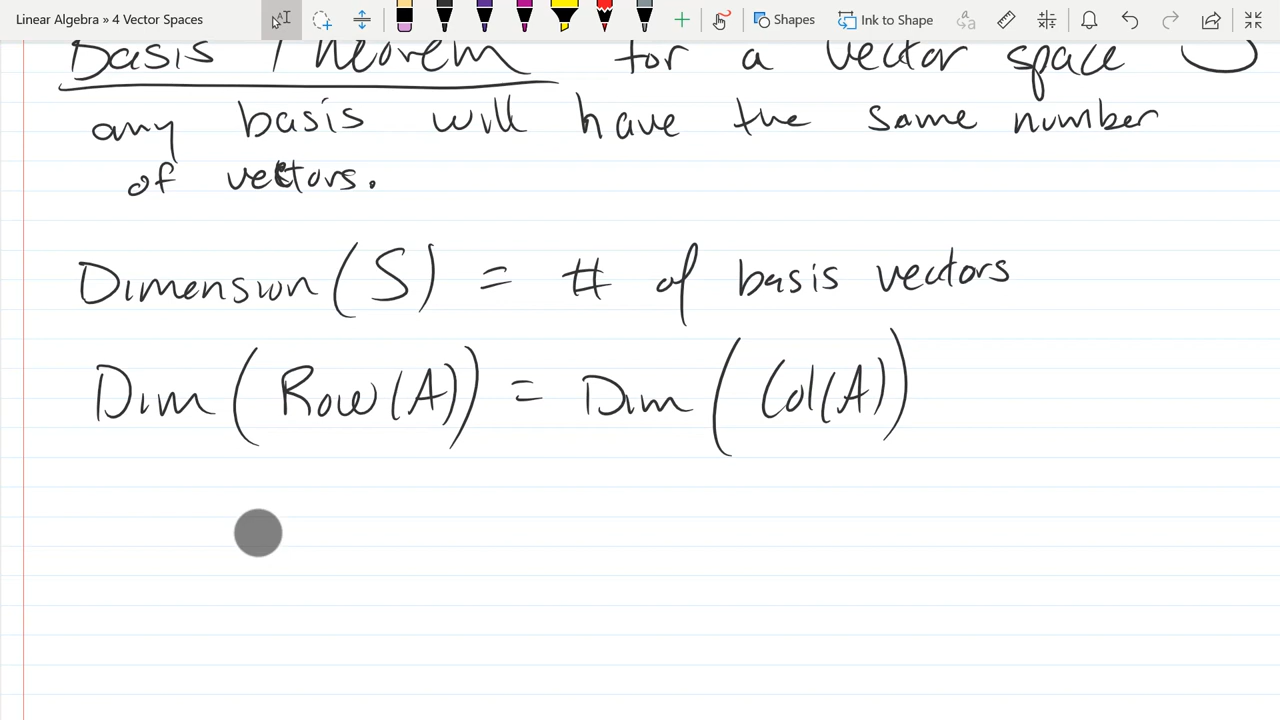 Linear Algebra » 4 Vector Spaces
Shapes
Ink to Shape
Basis Theorem for a vector space S
any basis will have the same number
of vectors.
Dimension(S) = # of basis vectors
Dim(Row(A)) = Dim(Col(A))